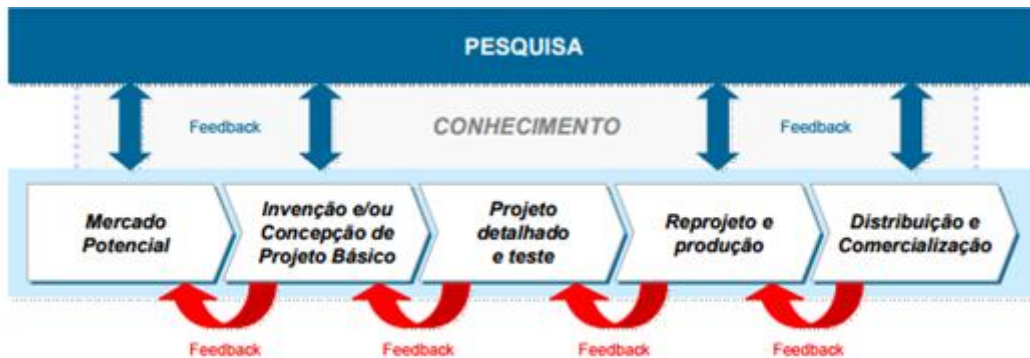 PESQUISA
Feedback
CONHECIMENTO
Feedback
Mercado
Potencial
Invenção e/ou
Concepção de
Projeto Básico
Projeto
detalhado
e teste
Reprojeto e
produção
Distribuição e
Comercialização
Feedback
Feedback
Feedback
Feedback